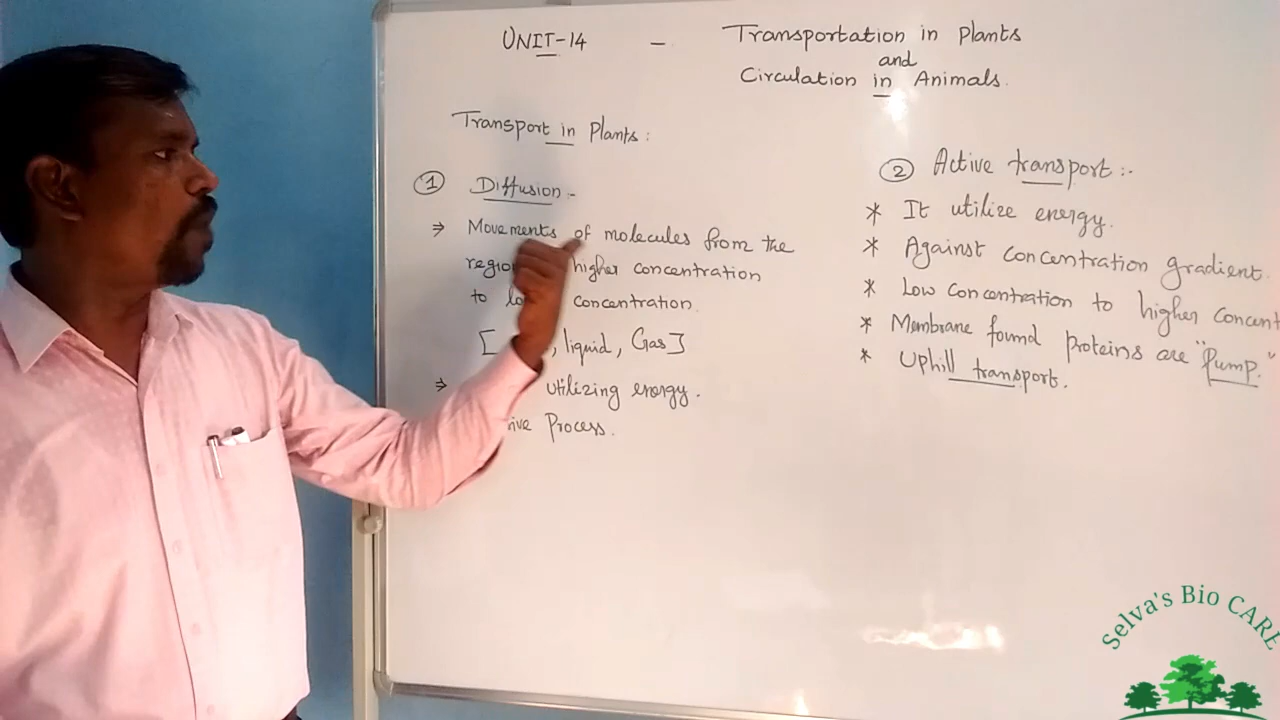 UNIT-14 - Transportation in Plants
and
Circulation in Animals.
Transport in Plants:
① Diffusion -
⇒ Movements of molecules from the
higher concentration
to concentration.
[ , liquid, Gas]
⇒ utilizing energy.
Process.
② Active transport:-
* It utilize energy.
* Against concentration gradient.
* Low concentration to higher
* Membrane found proteins are "Pump."
* Uphill transport.
Selva's Bio CARE